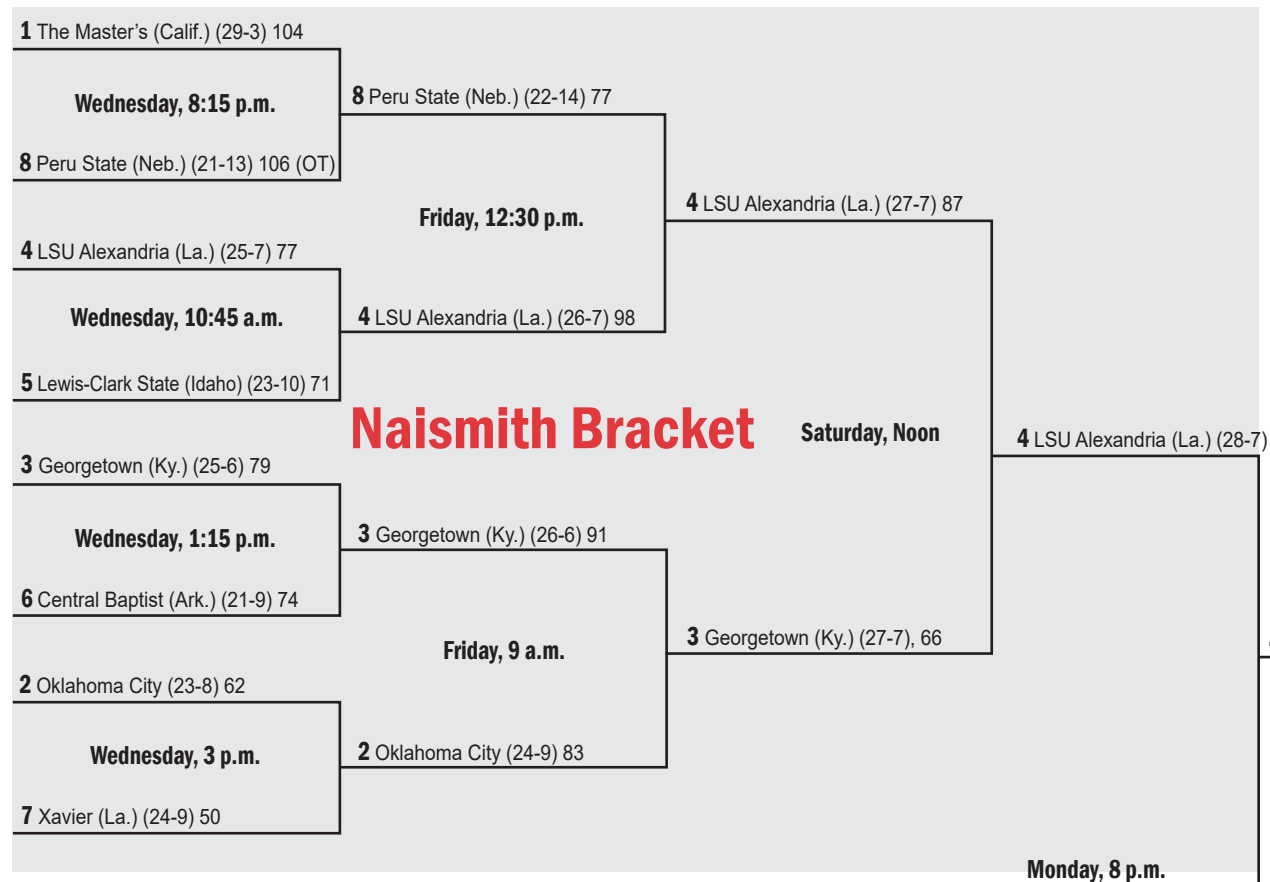 1 The Master's (Calif.) (29-3) 104
Wednesday, 8:15 p.m.
8 Peru State (Neb.) (21-13) 106 (OT)
8 Peru State (Neb.) (22-14) 77
4 LSU Alexandria (La.) (25-7) 77
Wednesday, 10:45 a.m.
5 Lewis-Clark State (Idaho) (23-10) 71
Friday, 12:30 p.m.
4 LSU Alexandria (La.) (26-7) 98
4 LSU Alexandria (La.) (27-7) 87
Naismith Bracket
Saturday, Noon
4 LSU Alexandria (La.) (28-7)
3 Georgetown (Ky.) (25-6) 79
Wednesday, 1:15 p.m.
6 Central Baptist (Ark.) (21-9) 74
3 Georgetown (Ky.) (26-6) 91
Friday, 9 a.m.
3 Georgetown (Ky.) (27-7), 66
2 Oklahoma City (23-8) 62
Wednesday, 3 p.m.
7 Xavier (La.) (24-9) 50
2 Oklahoma City (24-9) 83
Monday, 8 p.m.